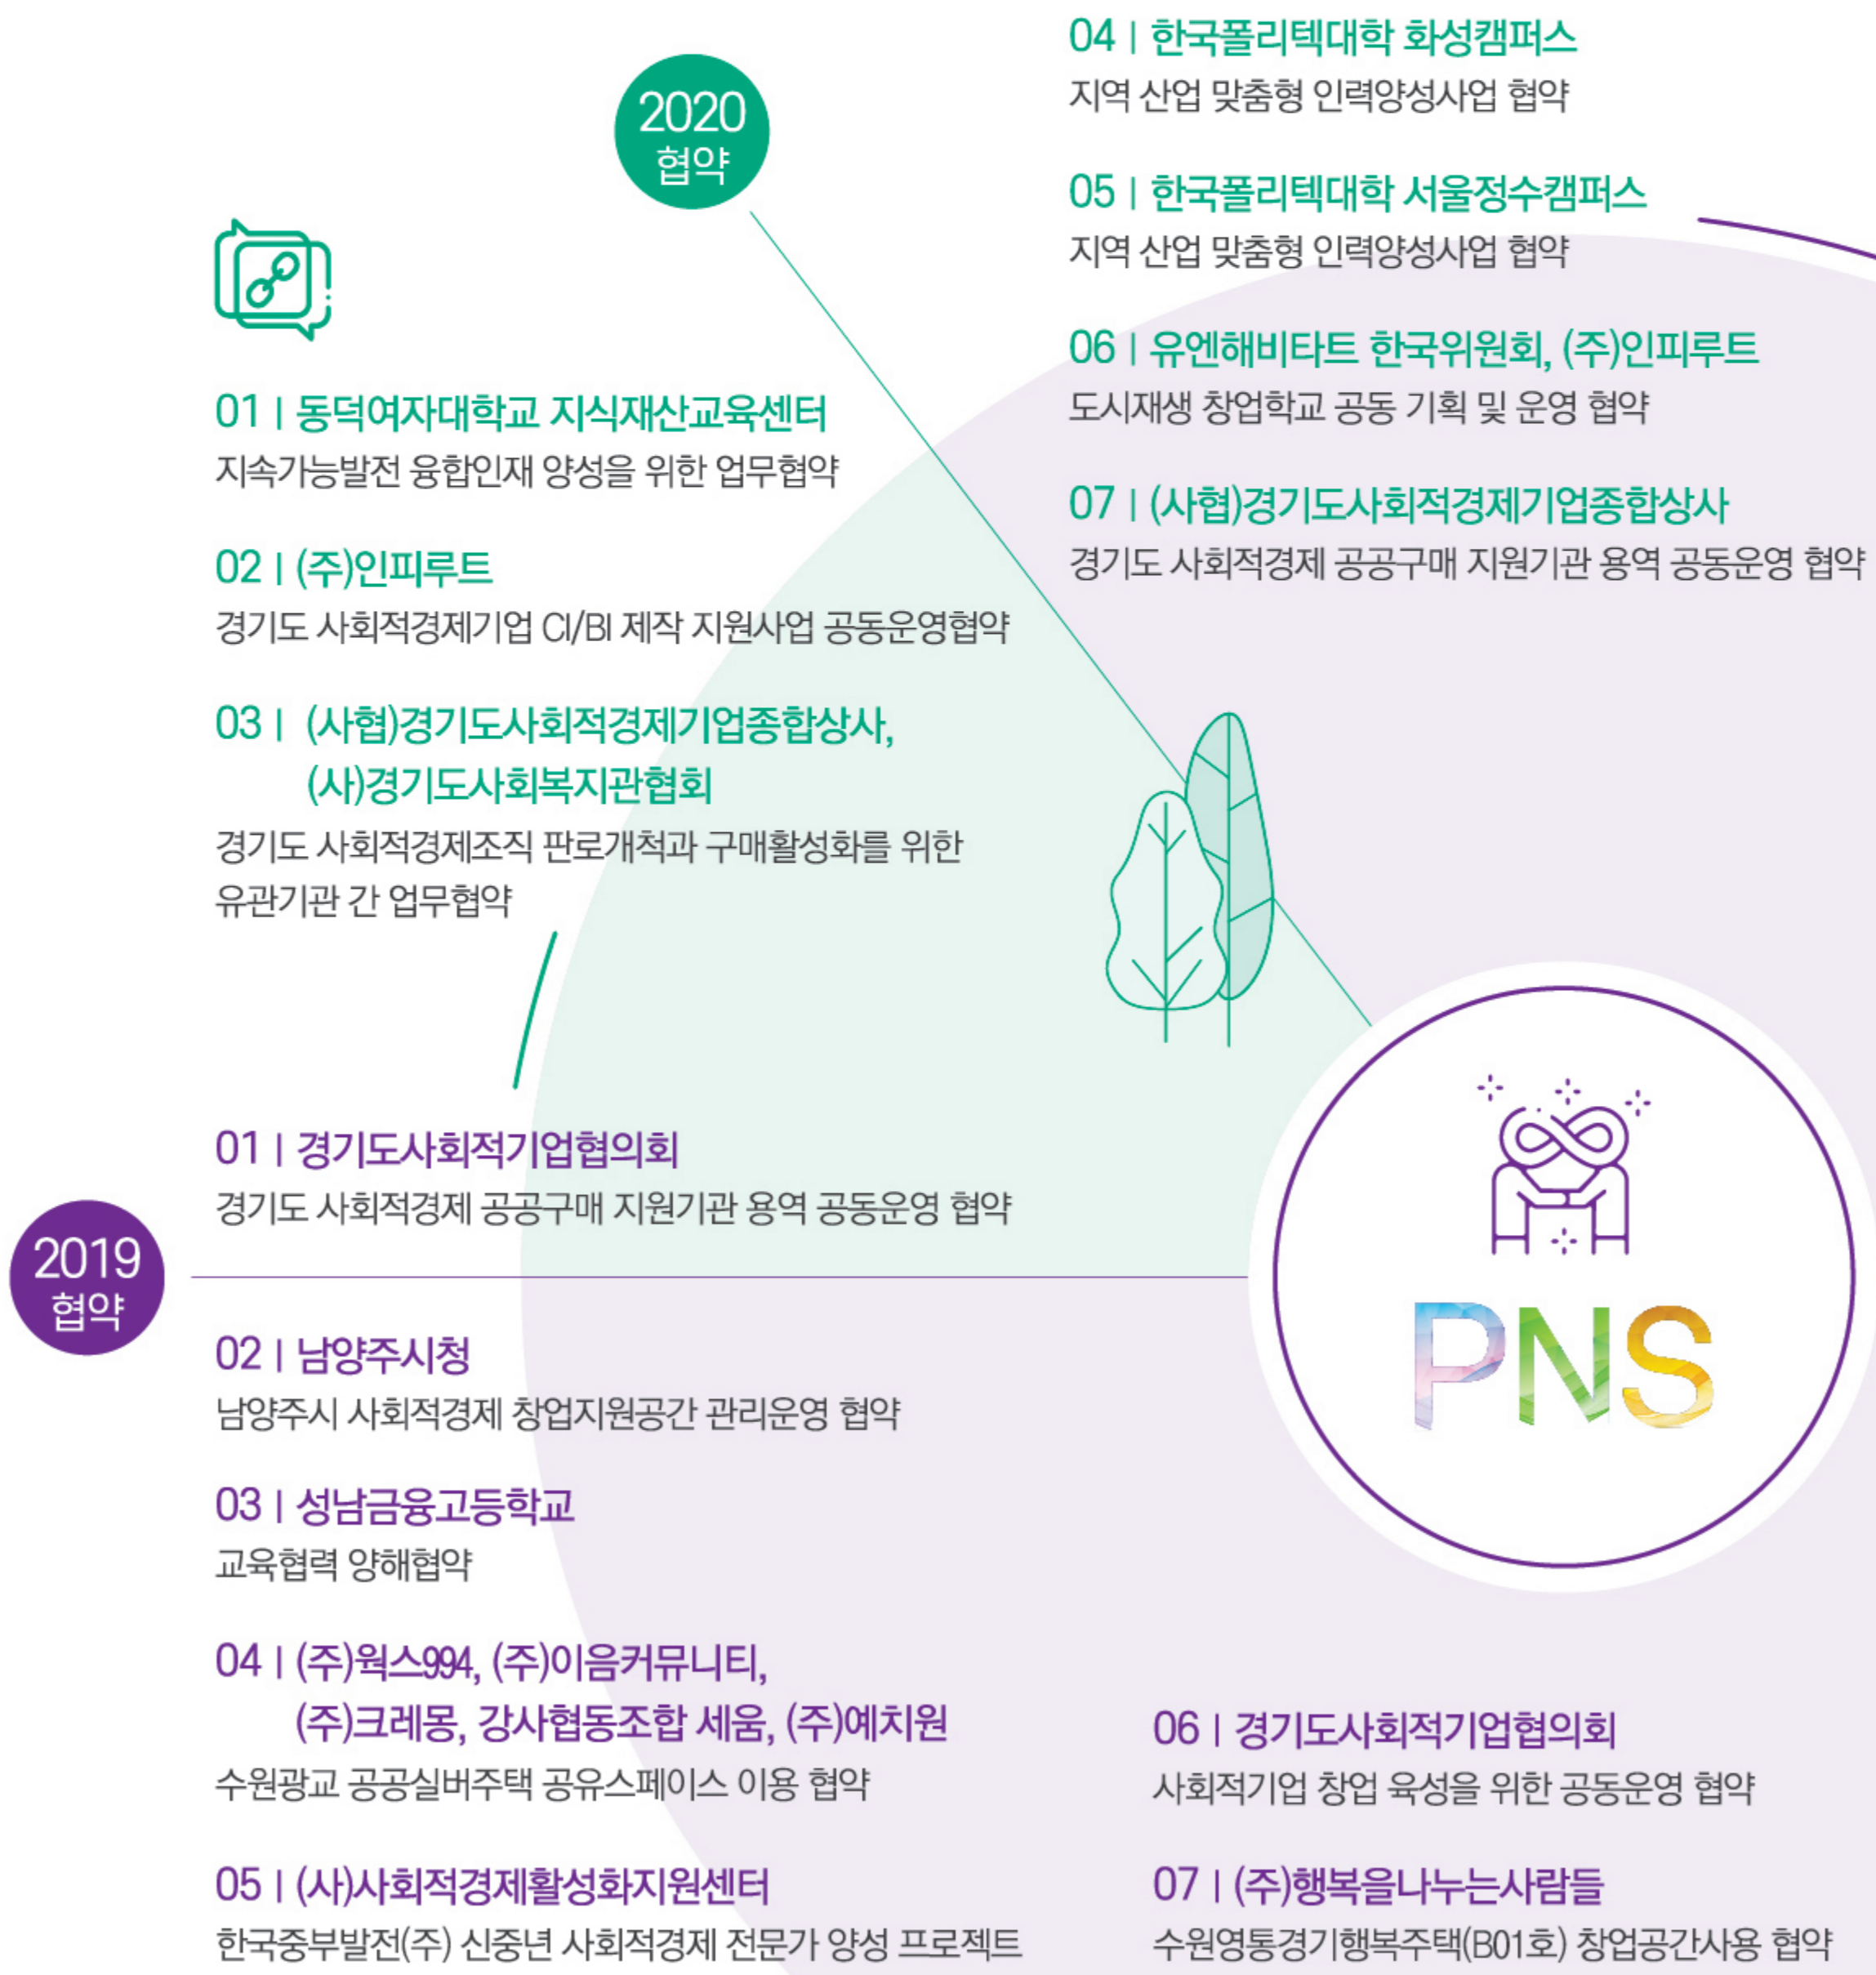 2020
협약
01 | 동덕여자대학교 지식재산교육센터
지속가능발전 융합인재 양성을 위한 업무협약
02 | (주)인피루트
경기도 사회적경제기업 CI/BI 제작 지원사업 공동운영협약
03 | (사협)경기도사회적경제기업종합상사,
(사)경기도사회복지관협회
경기도 사회적경제조직 판로개척과 구매활성화를 위한
유관기관 간 업무협약
04 | 한국폴리텍대학 화성캠퍼스
지역 산업 맞춤형 인력양성사업 협약
05 | 한국폴리텍대학 서울정수캠퍼스
지역 산업 맞춤형 인력양성사업 협약
06 | 유엔해비타트 한국위원회, (주)인피루트
도시재생 창업학교 공동 기획 및 운영 협약
07 | (사협)경기도사회적경제기업종합상사
경기도 사회적경제 공공구매 지원기관 용역 공동운영 협약
2019
협약
01 | 경기도사회적기업협의회
경기도 사회적경제 공공구매 지원기관 용역 공동운영 협약
02 | 남양주시청
남양주시 사회적경제 창업지원공간 관리운영 협약
03 | 성남금융고등학교
교육협력 양해협약
04 | (주)웍스994, (주)이음커뮤니티,
(주)크레몽, 강사협동조합 세움, (주)예치원
수원광교 공공실버주택 공유스페이스 이용 협약
05 | (사)사회적경제활성화지원센터
한국중부발전(주) 신중년 사회적경제 전문가 양성 프로젝트
06 | 경기도사회적기업협의회
사회적기업 창업 육성을 위한 공동운영 협약
07 | (주)행복을나누는사람들
수원영통경기행복주택(B01호) 창업공간사용 협약
PNS